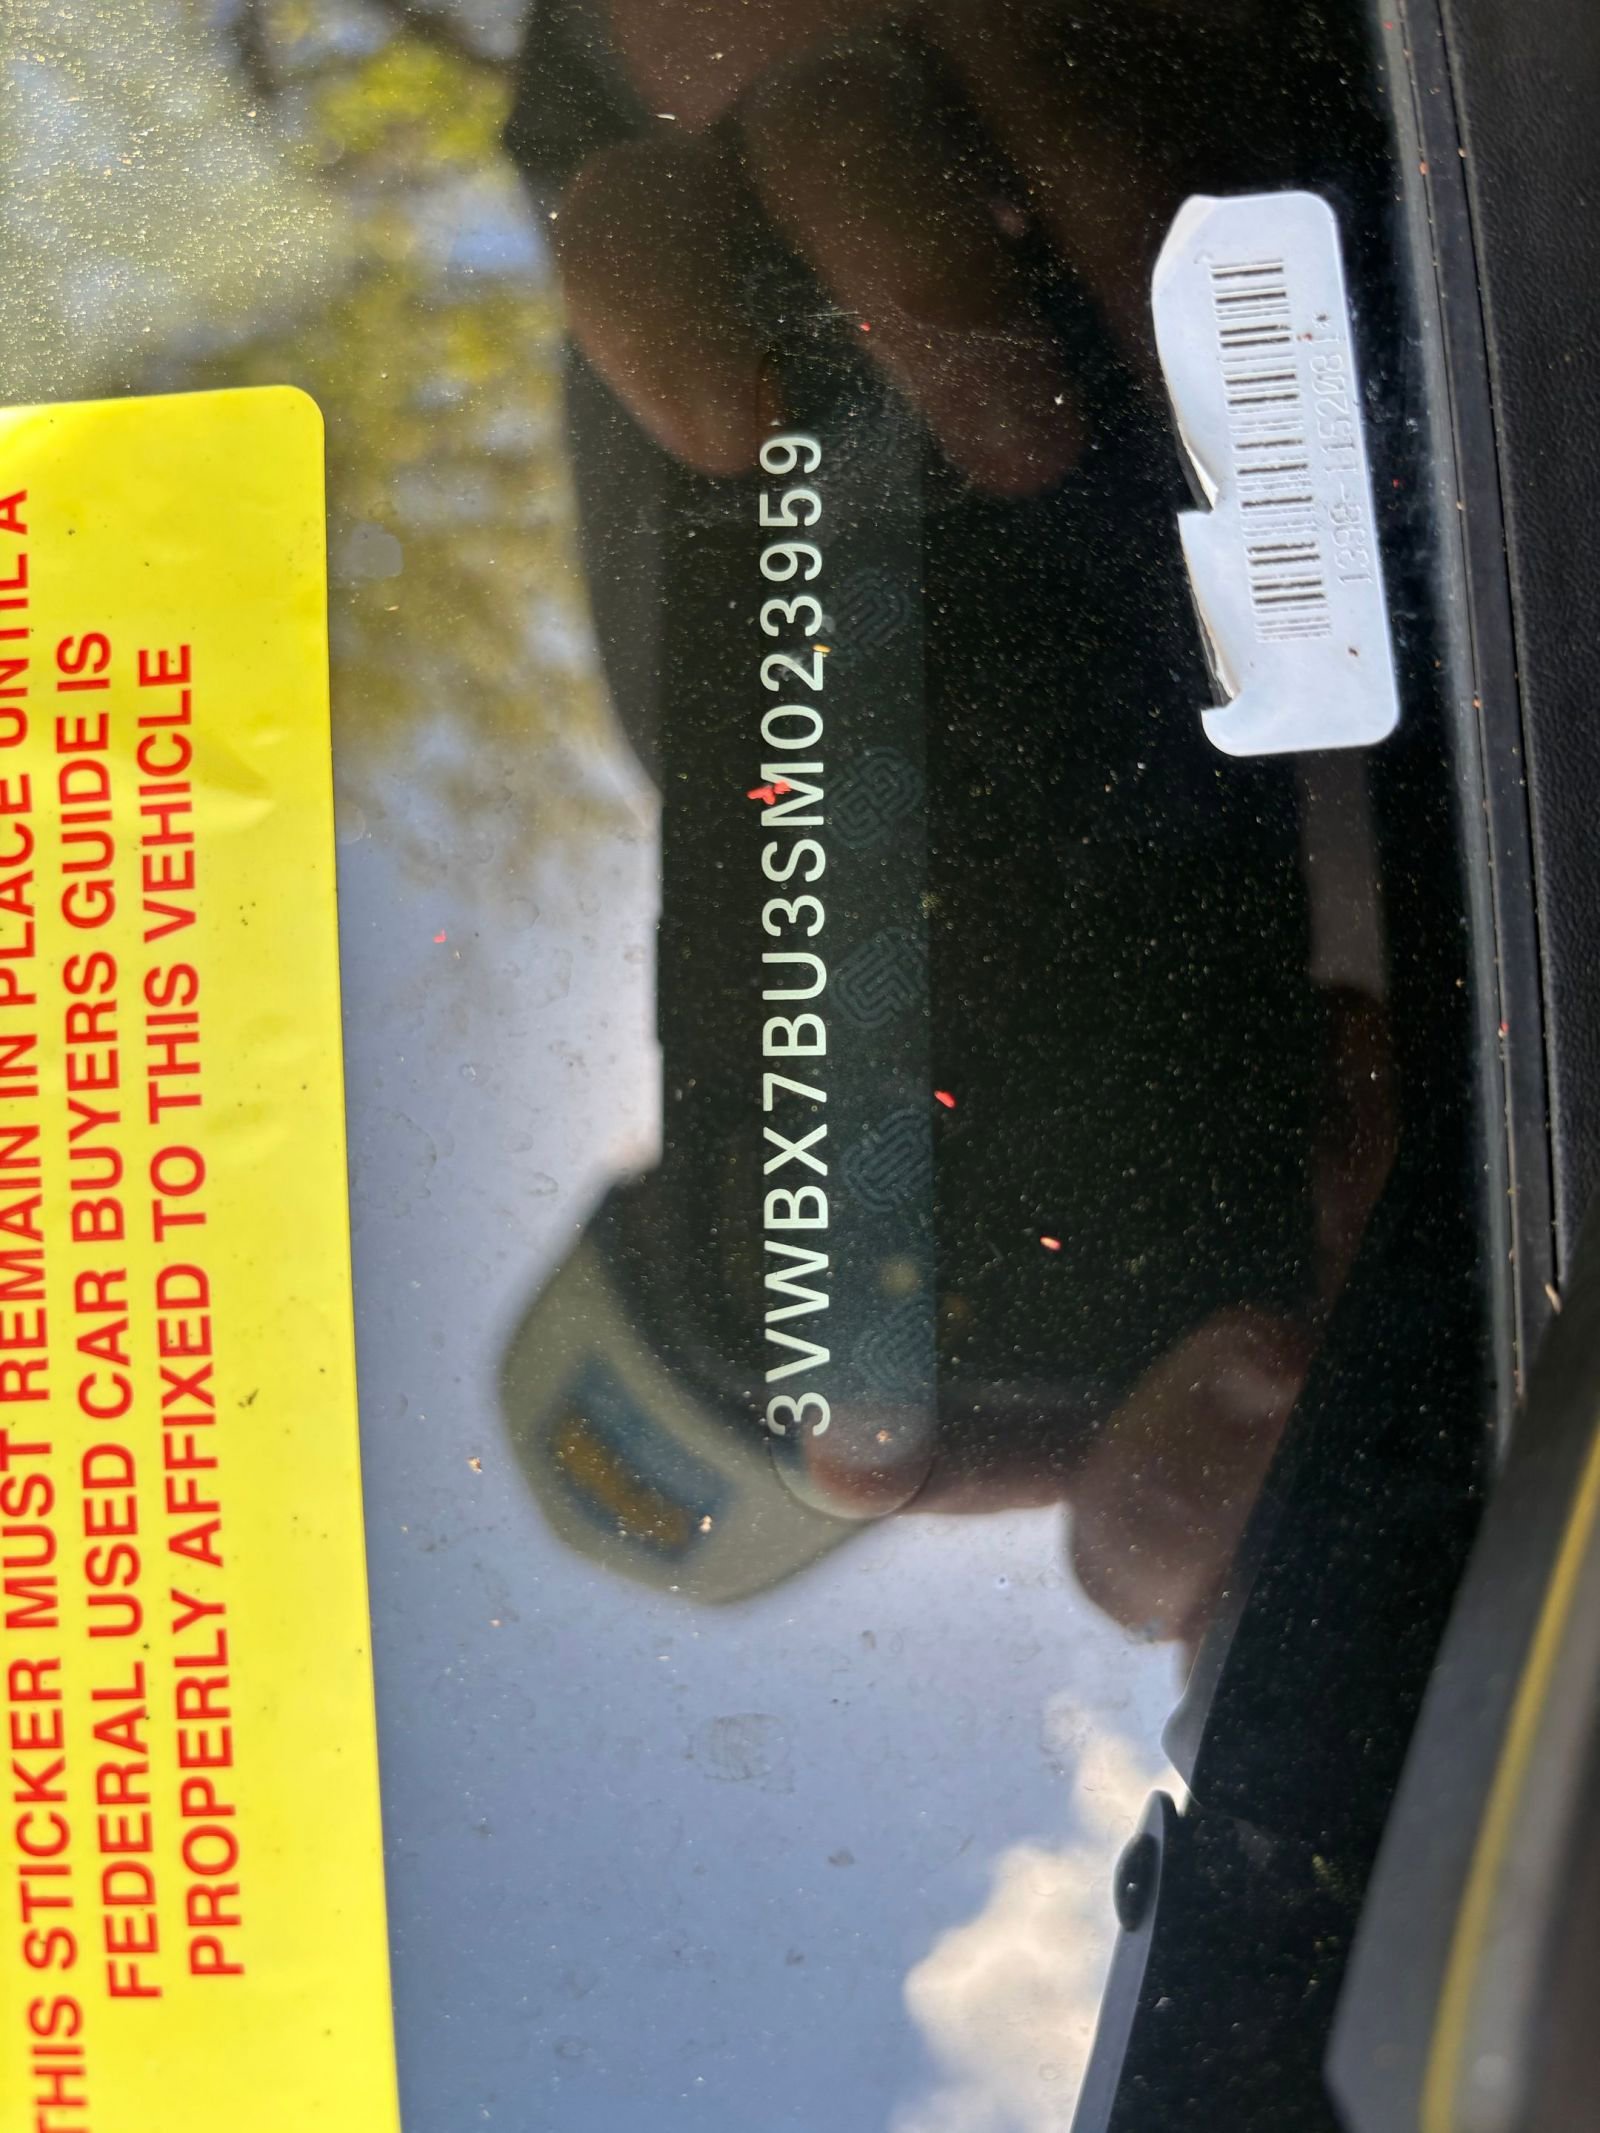 THIS STICKER MUST REMAIN IN PLACE UNTIL A
FEDERAL USED CAR BUYERS GUIDE IS
PROPERLY AFFIXED TO THIS VEHICLE
3VWBX7BU3SM023959